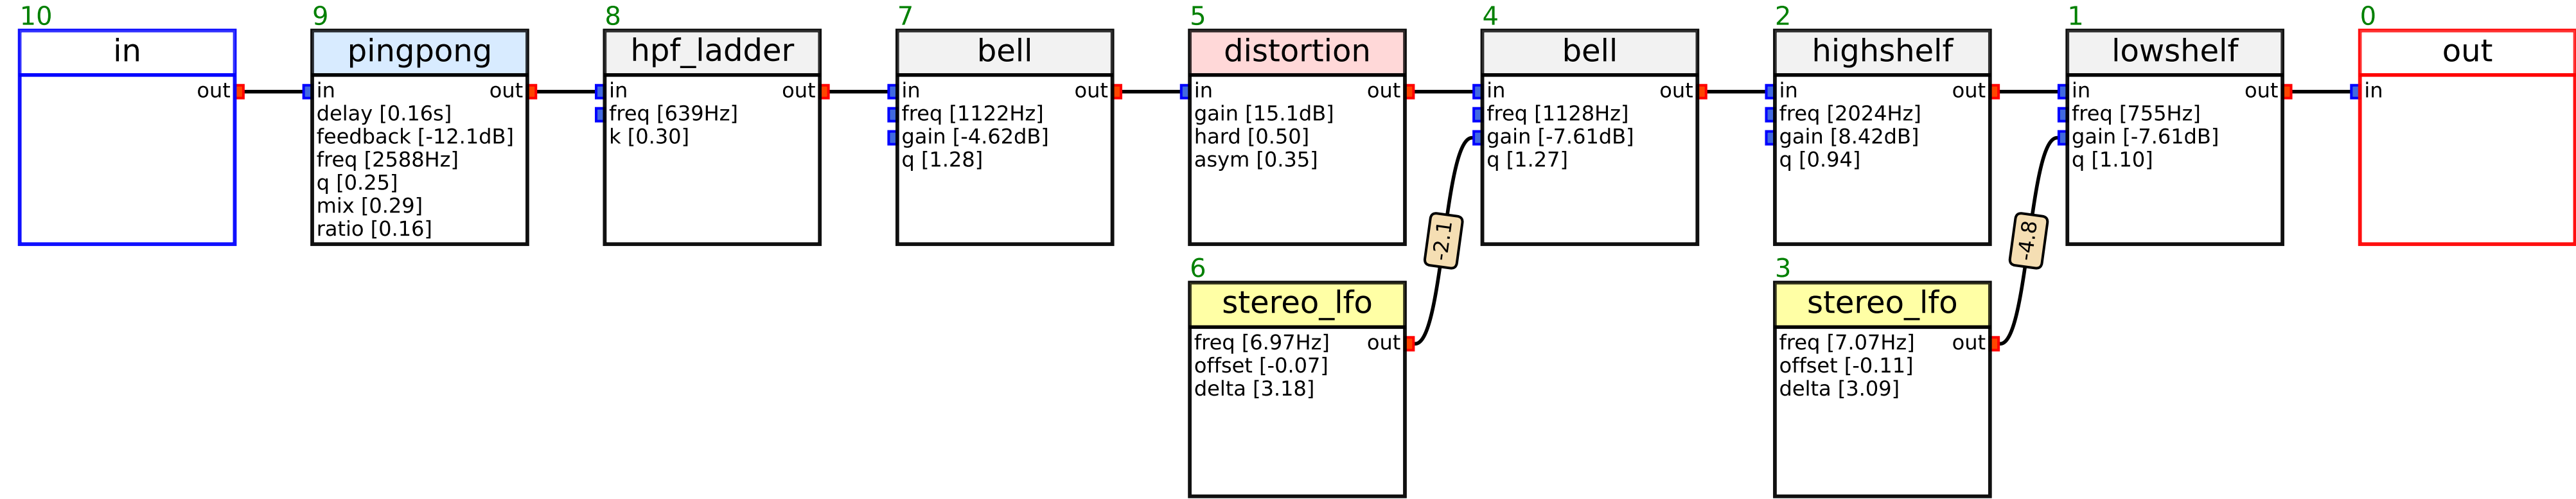 10
in
out
9
pingpong
in out
delay [0.16s]
feedback [-12.1dB]
freq [2588Hz]
q [0.25]
mix [0.29]
ratio [0.16]
8
hpf_ladder
in out
freq [639Hz]
k [0.30]
7
bell
in out
freq [1122Hz]
gain [-4.62dB]
q [1.28]
5
distortion
in out
gain [15.1dB]
hard [0.50]
asym [0.35]
4
bell
in out
freq [1128Hz]
gain [-7.61dB]
q [1.27]
2
highshelf
in out
freq [2024Hz]
gain [8.42dB]
q [0.94]
1
lowshelf
in out
freq [755Hz]
gain [-7.61dB]
q [1.10]
0
out
in
-2.1
-4.8
6
stereo_lfo
freq [6.97Hz] out
offset [-0.07]
delta [3.18]
3
stereo_lfo
freq [7.07Hz] out
offset [-0.11]
delta [3.09]